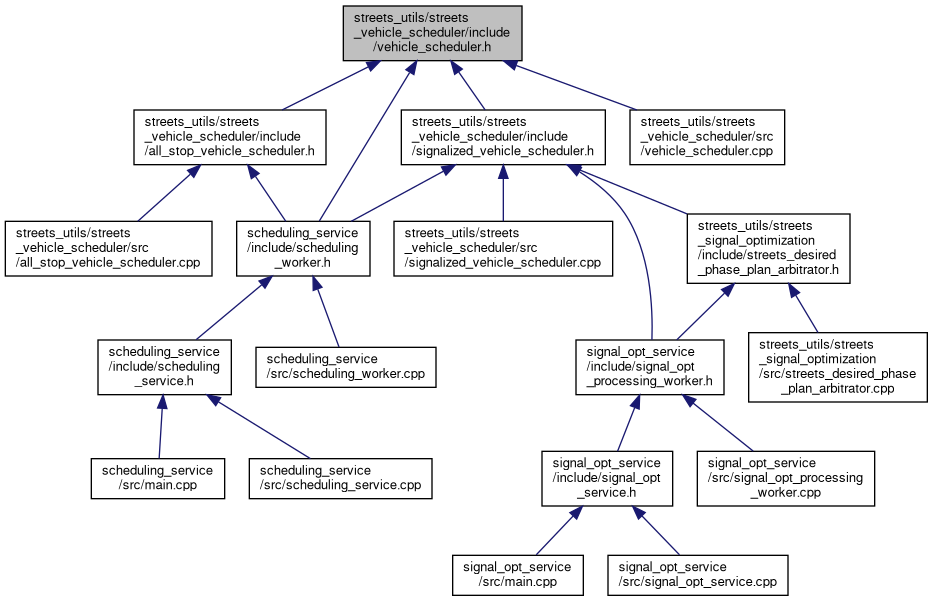 streets_utils/streets
_vehicle_scheduler/include
/vehicle_scheduler.h
streets_utils/streets
_vehicle_scheduler/include
/all_stop_vehicle_scheduler.h
streets_utils/streets
_vehicle_scheduler/include
/signalized_vehicle_scheduler.h
streets_utils/streets
_vehicle_scheduler/src
/vehicle_scheduler.cpp
streets_utils/streets
_vehicle_scheduler/src
/all_stop_vehicle_scheduler.cpp
scheduling_service
/include/scheduling
_worker.h
streets_utils/streets
_vehicle_scheduler/src
/signalized_vehicle_scheduler.cpp
streets_utils/streets
_signal_optimization
/include/streets_desired
_phase_plan_arbitrator.h
scheduling_service
/include/scheduling
_service.h
scheduling_service
/src/scheduling_worker.cpp
signal_opt_service
/include/signal_opt
_processing_worker.h
streets_utils/streets
_signal_optimization
/src/streets_desired_phase
_plan_arbitrator.cpp
scheduling_service
/src/main.cpp
scheduling_service
/src/scheduling_service.cpp
signal_opt_service
/include/signal_opt
_service.h
signal_opt_service
/src/signal_opt_processing
_worker.cpp
signal_opt_service
/src/main.cpp
signal_opt_service
/src/signal_opt_service.cpp